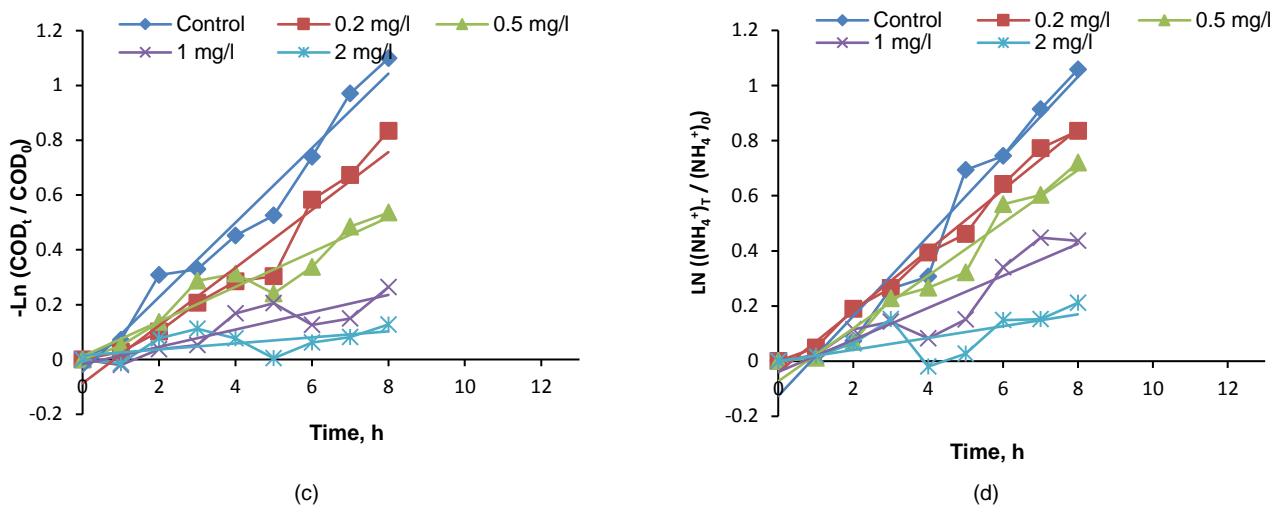 Control 0.2 mg/l 0.5 mg/l
1 mg/l 2 mg/l
1.2
1
0.8
0.6
0.4
0.2
0
-0.2
0 2 4 6 8 10 12
-Ln (CODt / COD0)
Time, h
(c)
Control 0.2 mg/l 0.5 mg/l
1 mg/l 2 mg/l
1.2
1
0.8
0.6
0.4
0.2
0
-0.2
0 2 4 6 8 10 12
LN ((NH4+)T / (NH4+)0)
Time, h
(d)